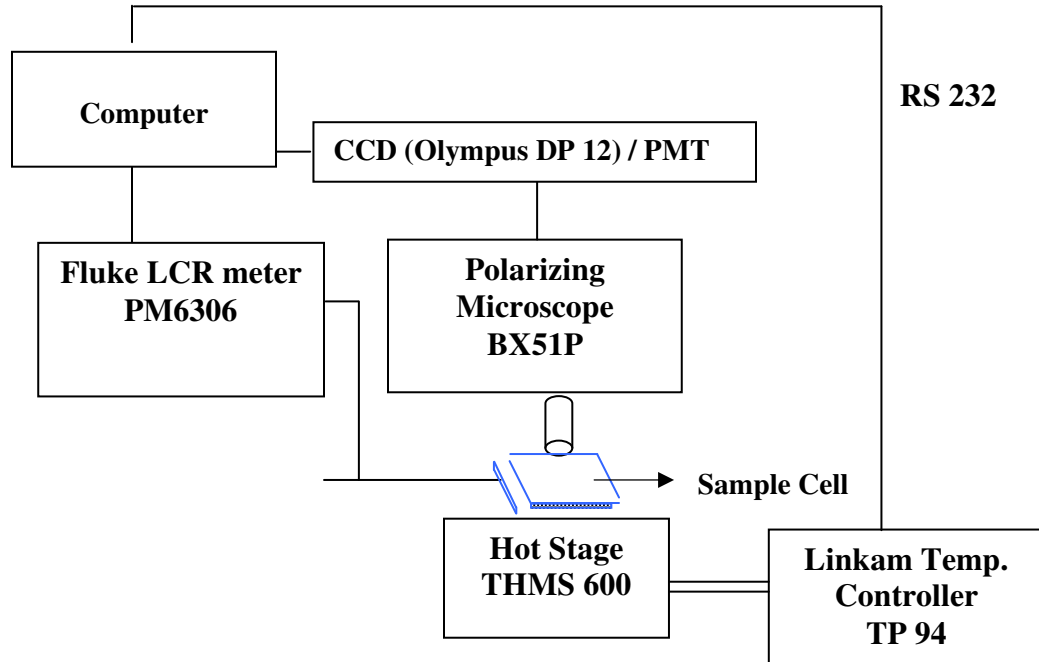 Computer
RS 232
CCD (Olympus DP 12) / PMT
Fluke LCR meter
PM6306
Polarizing
Microscope
BX51P
Sample Cell
Hot Stage
THMS 600
Linkam Temp.
Controller
TP 94